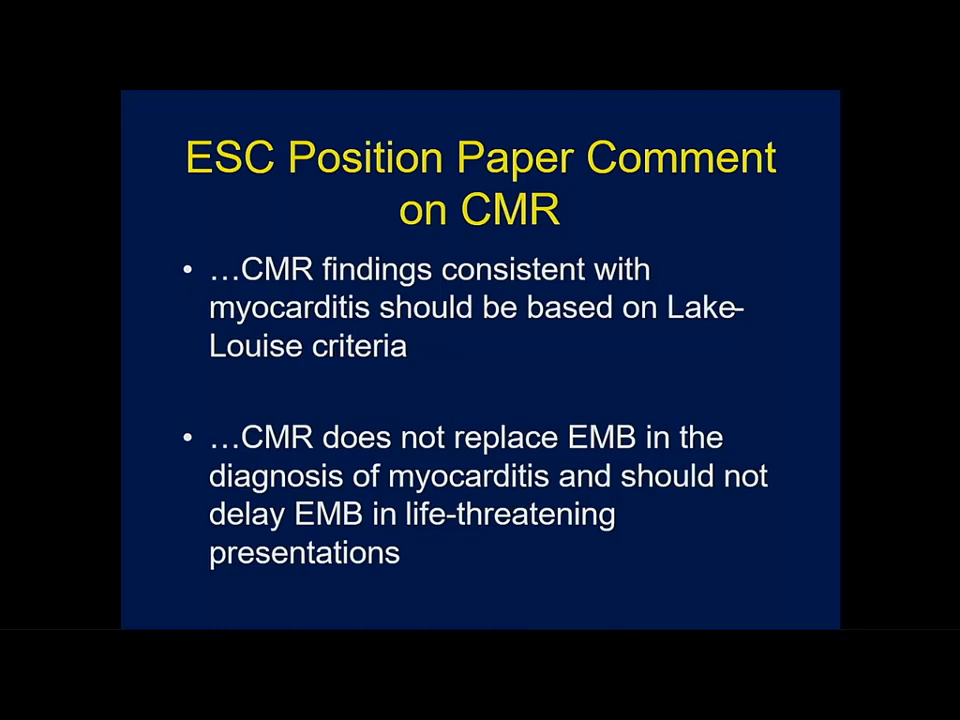 ESC Position Paper Comment
on CMR
• …CMR findings consistent with
myocarditis should be based on Lake-
Louise criteria
• …CMR does not replace EMB in the
diagnosis of myocarditis and should not
delay EMB in life-threatening
presentations